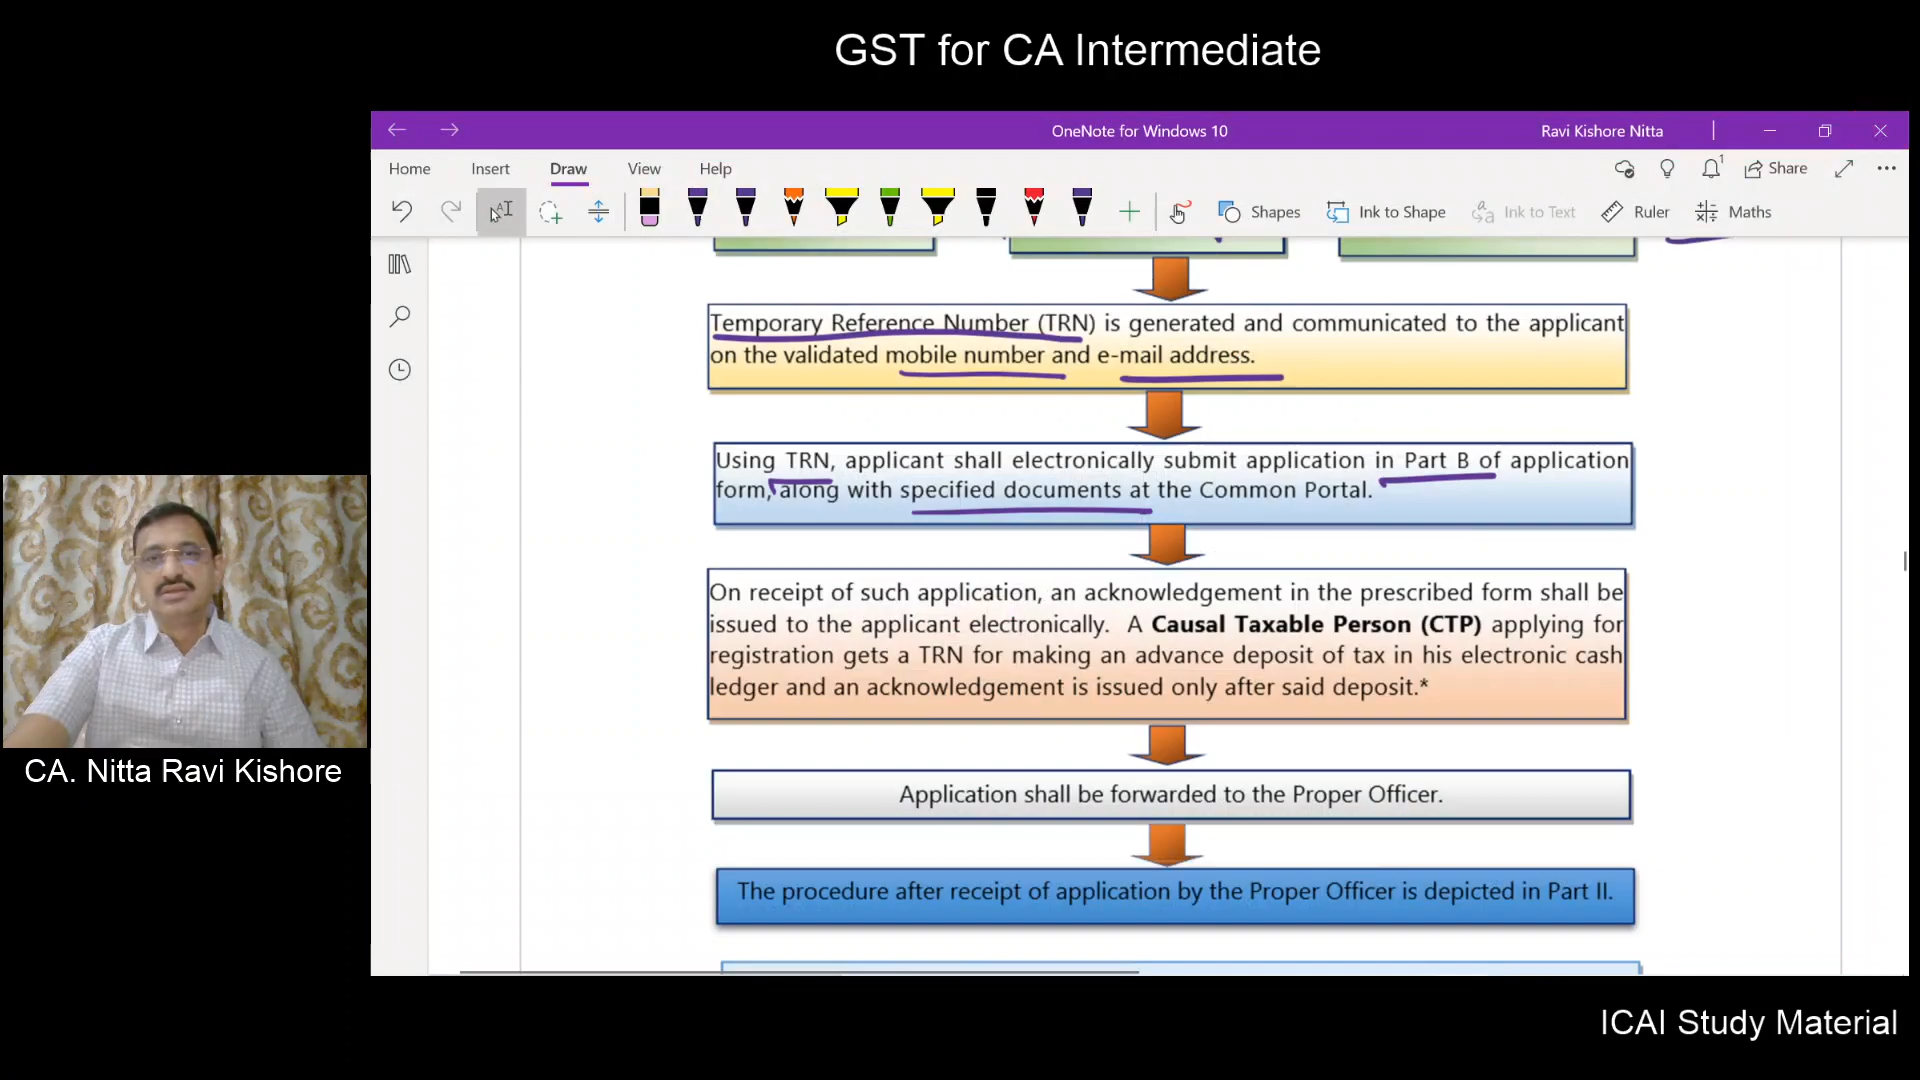 GST for CA Intermediate
OneNote for Windows 10
Ravi Kishore Nitta
Home Insert Draw View Help
1
Share
AI
Shapes Ink to Shape Ink to Text Ruler Maths
Temporary Reference Number (TRN) is generated and communicated to the applicant
on the validated mobile number and e-mail address.
Using TRN, applicant shall electronically submit application in Part B of application
form, along with specified documents at the Common Portal.
On receipt of such application, an acknowledgement in the prescribed form shall be
issued to the applicant electronically. A Causal Taxable Person (CTP) applying for
registration gets a TRN for making an advance deposit of tax in his electronic cash
ledger and an acknowledgement is issued only after said deposit.*
Application shall be forwarded to the Proper Officer.
The procedure after receipt of application by the Proper Officer is depicted in Part II.
CA. Nitta Ravi Kishore
ICAI Study Material